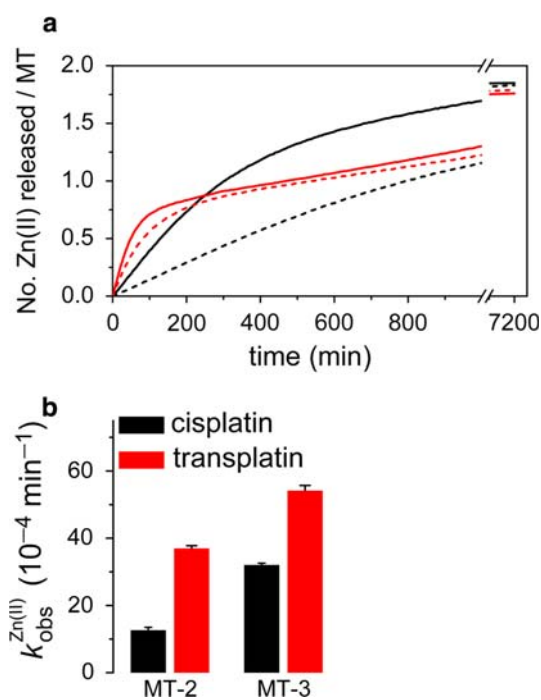 a
No. Zn(II) released / MT
2.0
1.5
1.0
0.5
0.0
0 200 400 600 800 7200
time (min)
b
cisplatin
transplatin
k_obs^Zn(II) (10⁻⁴ min⁻¹)
60
40
20
0
MT-2 MT-3